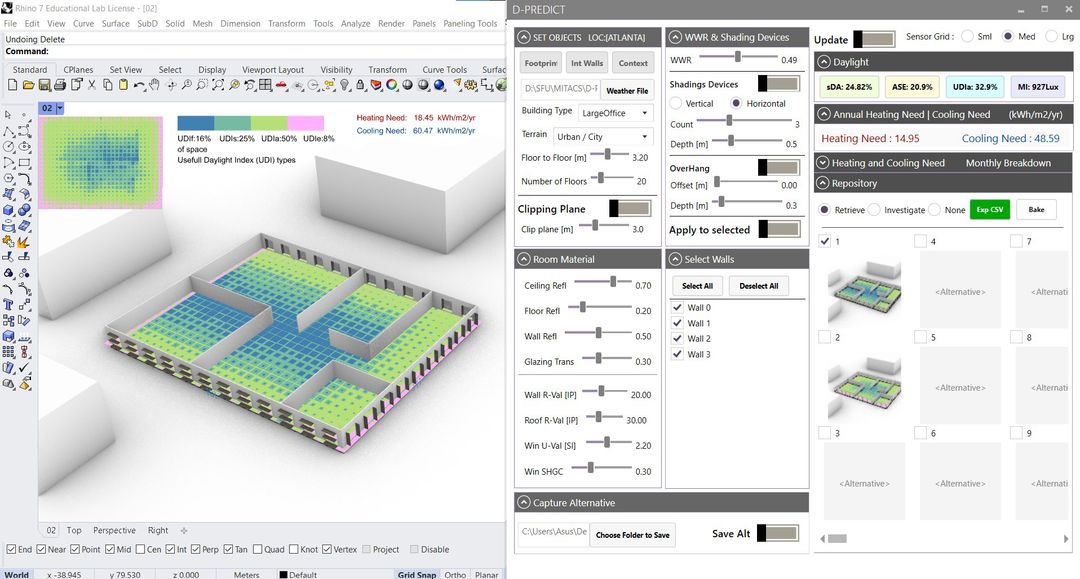 Rhino 7 Educational Lab License - [02]
File Edit View Curve Surface SubD Solid Mesh Dimension Transform Tools Analyze Render Panels Paneling Tools
Undoing Delete
Command:
Standard CPlanes Set View Select Display Viewport Layout Visibility Transform Curve Tools Surfac
02
UDIf:16% UDIs:25% UDIa:50% UDIe:8%
of space
Usefull Daylight Index (UDI) types
Heating Need: 18.45 kWh/m2/yr)
Cooling Need: 60.47 kWh/m2/yr)
02 Top Perspective Right
End Near Point Mid Cen Int Perp Tan Quad Knot Vertex Project Disable
World x -38.945 y 79.530 z 0.000 Meters Default Grid Snap Ortho Planar
D-PREDICT
SET OBJECTS LOC:[ATLANTA]
Footprin Int Walls Context
D:\SFU\MITACS\D-F Weather File
Building Type LargeOffice
Terrain Urban / City
Floor to Floor [m] 3.20
Number of Floors 20
Clipping Plane
Clip plane [m] 3.0
Room Material
Ceiling Refl 0.70
Floor Refl 0.20
Wall Refl 0.50
Glazing Trans 0.30
Wall R-Val [IP] 20.00
Roof R-Val [IP] 30.00
Win U-Val [SI] 2.20
Win SHGC 0.30
Capture Alternative
C:\Users\Asus\De Choose Folder to Save Save Alt
WWR & Shading Devices
WWR 0.49
Shadings Devices
Vertical Horizontal
Count 3
Depth [m] 0.5
OverHang
Offset [m] 0.00
Depth [m] 0.3
Apply to selected
Select Walls
Select All Deselect All
Wall 0
Wall 1
Wall 2
Wall 3
Update Sensor Grid : Sml Med Lrg
Daylight
sDA: 24.82% ASE: 20.9% UDIa: 32.9% MI: 927Lux
Annual Heating Need | Cooling Need (kWh/m2/yr)
Heating Need : 14.95 Cooling Need : 48.59
Heating and Cooling Need Monthly Breakdown
Repository
Retrieve Investigate None Exp CSV Bake
1 4 7
<Alternative> <Alternati
2 5 8
<Alternative> <Alternati
3 6 9
<Alternative> <Alternative> <Alternati